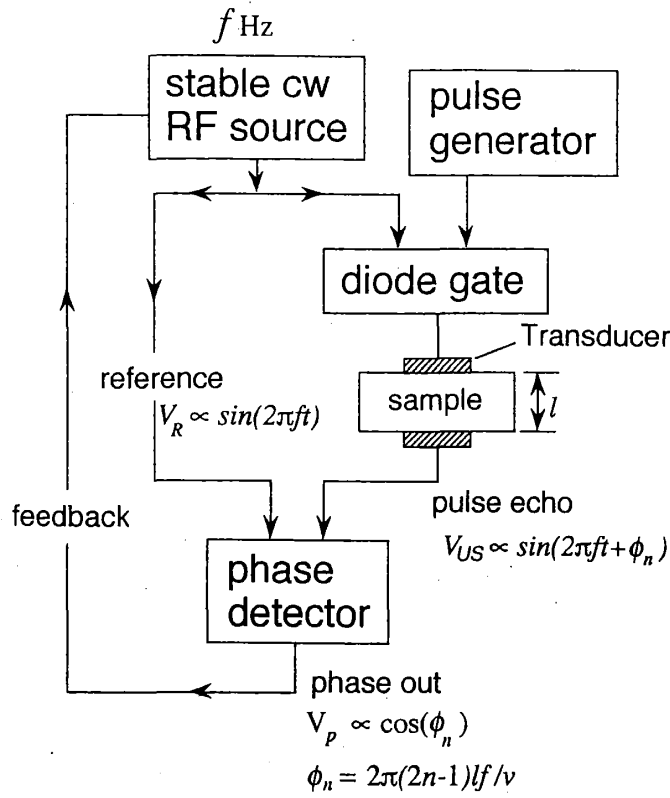 f Hz
stable cw
RF source
pulse
generator
diode gate
Transducer
sample
l
reference
V_R ∝ sin(2πft)
feedback
pulse echo
V_US ∝ sin(2πft+ϕ_n)
phase
detector
phase out
V_p ∝ cos(ϕ_n)
ϕ_n = 2π(2n-1)lf/v